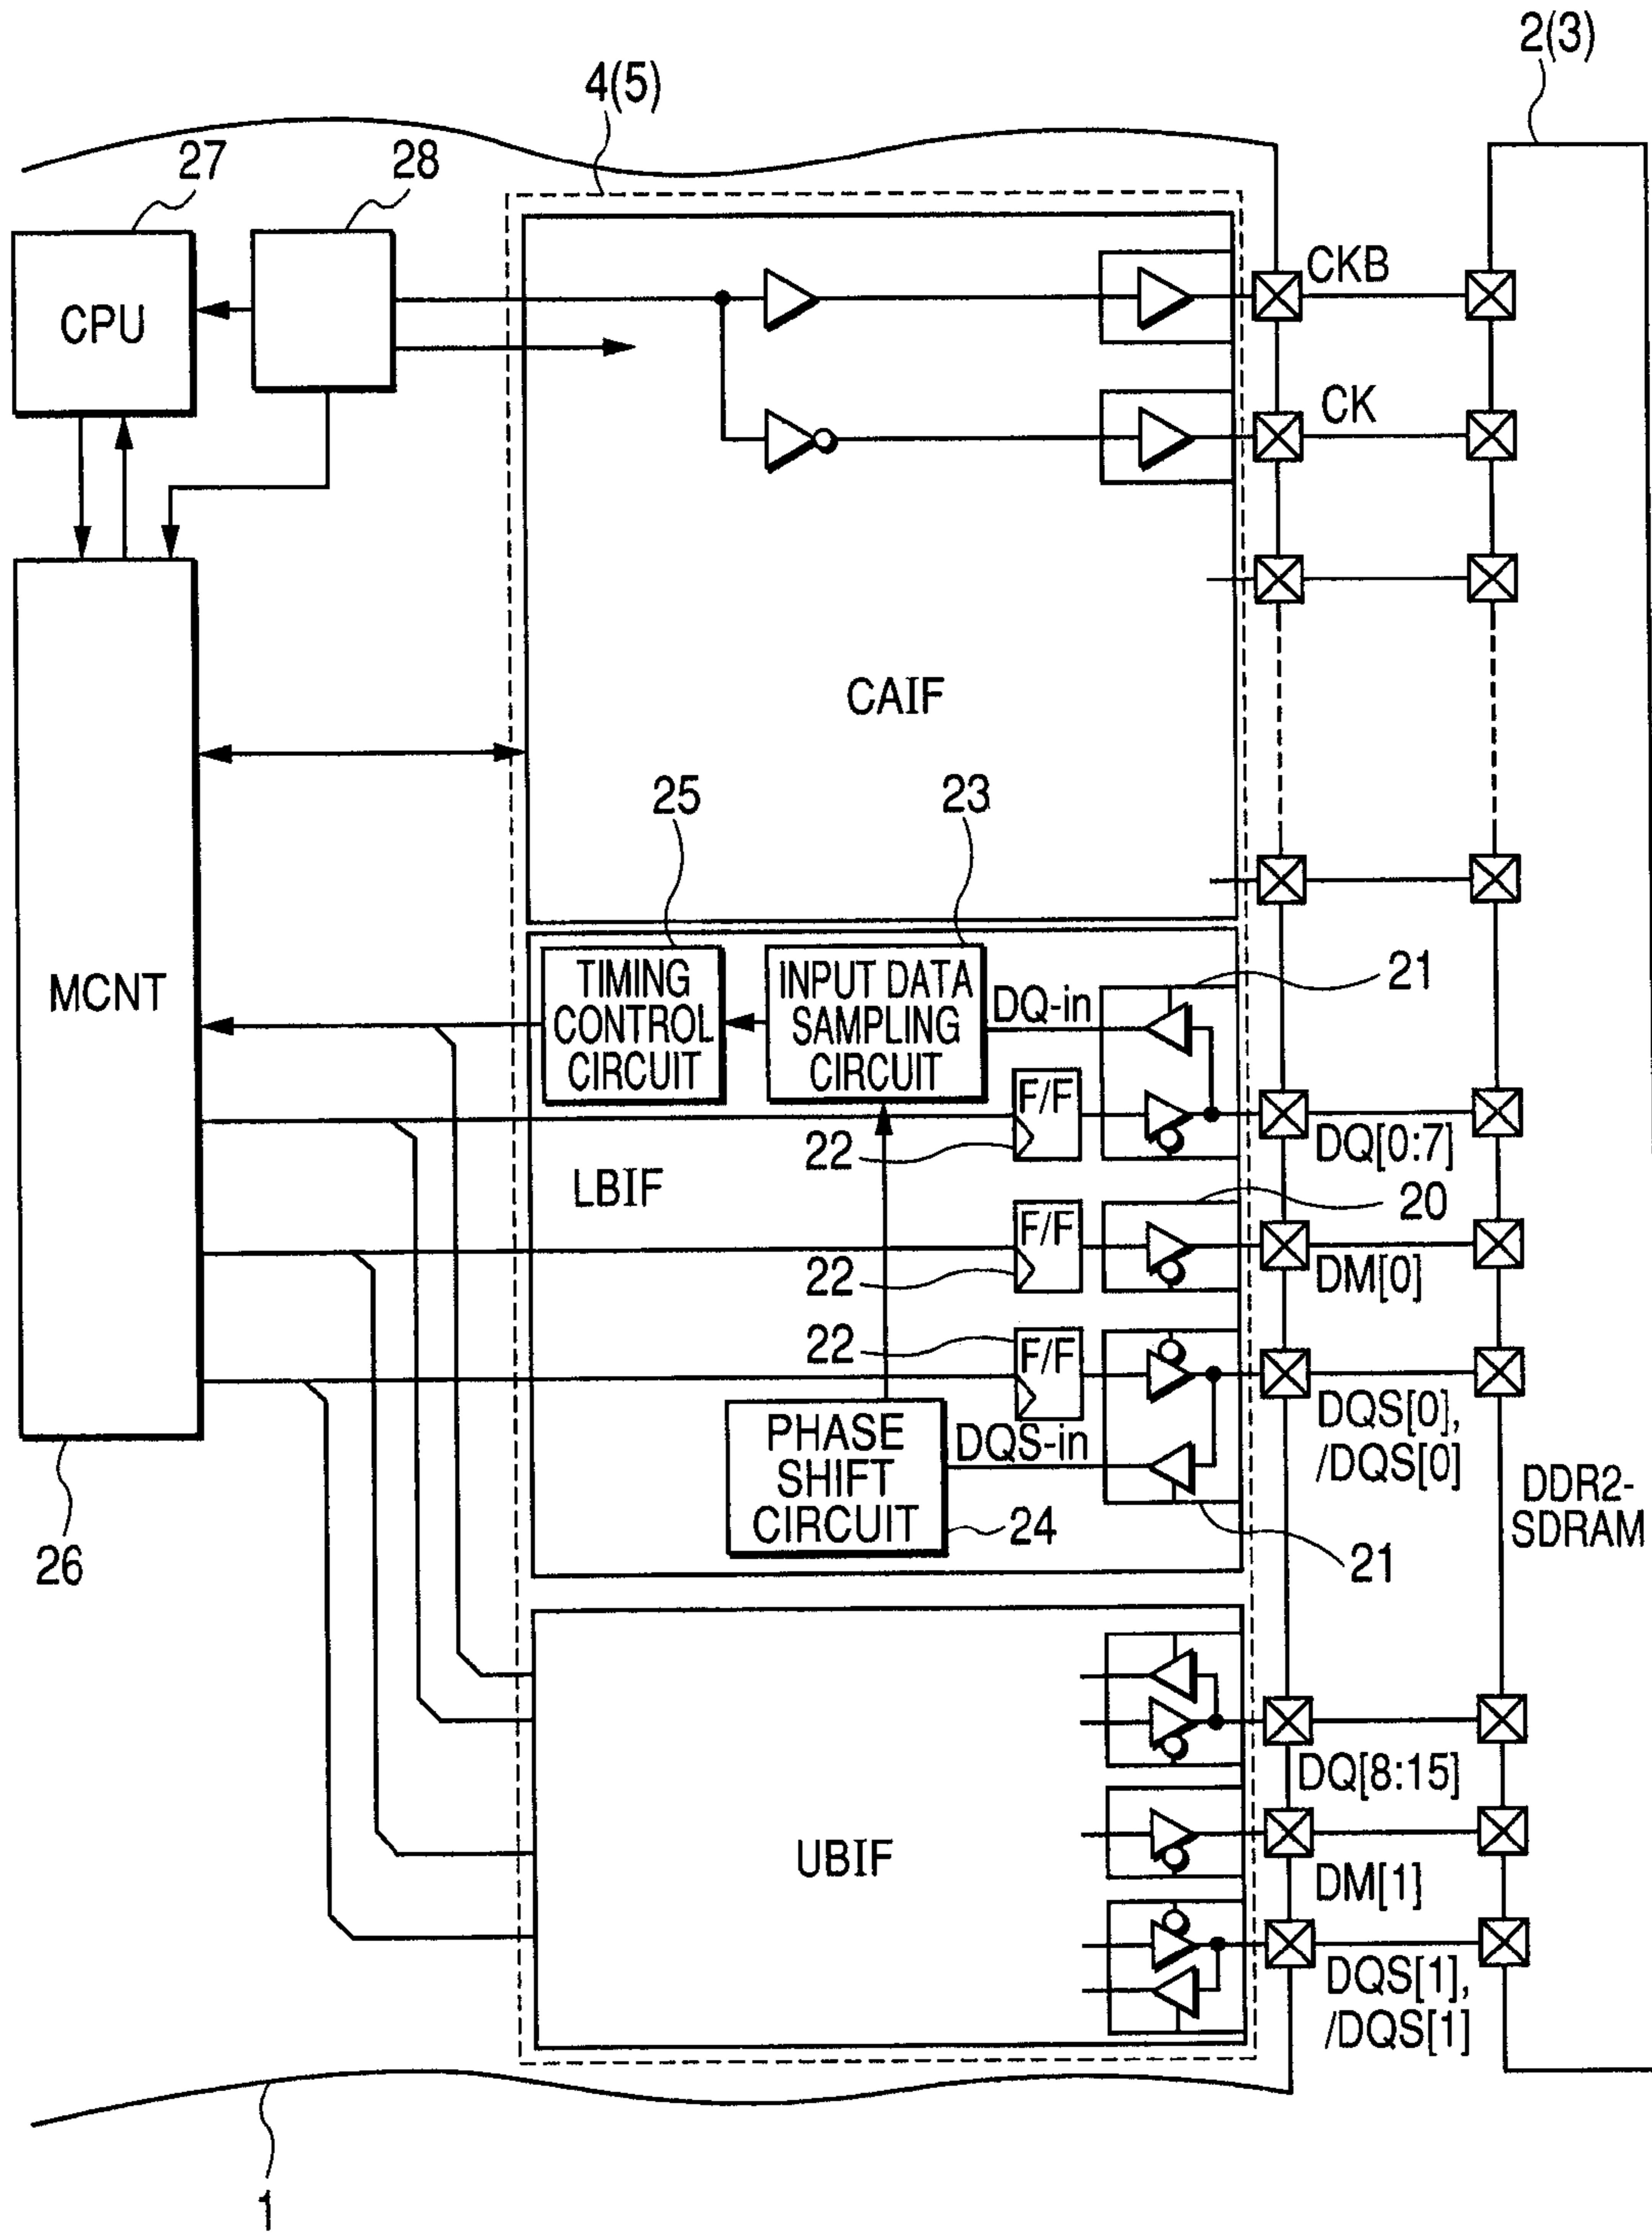 2(3)
4(5)
27
28
CPU
CKB
CK
CAIF
25
23
MCNT
TIMING
CONTROL
CIRCUIT
INPUT DATA
SAMPLING
CIRCUIT
DQ-in
21
F/F
22
DQ[0:7]
LBIF
20
F/F
22
DM[0]
22
F/F
DQS[0],
/DQS[0]
PHASE
SHIFT
CIRCUIT
DQS-in
24
21
26
DDR2-
SDRAM
DQ[8:15]
UBIF
DM[1]
DQS[1],
/DQS[1]
1